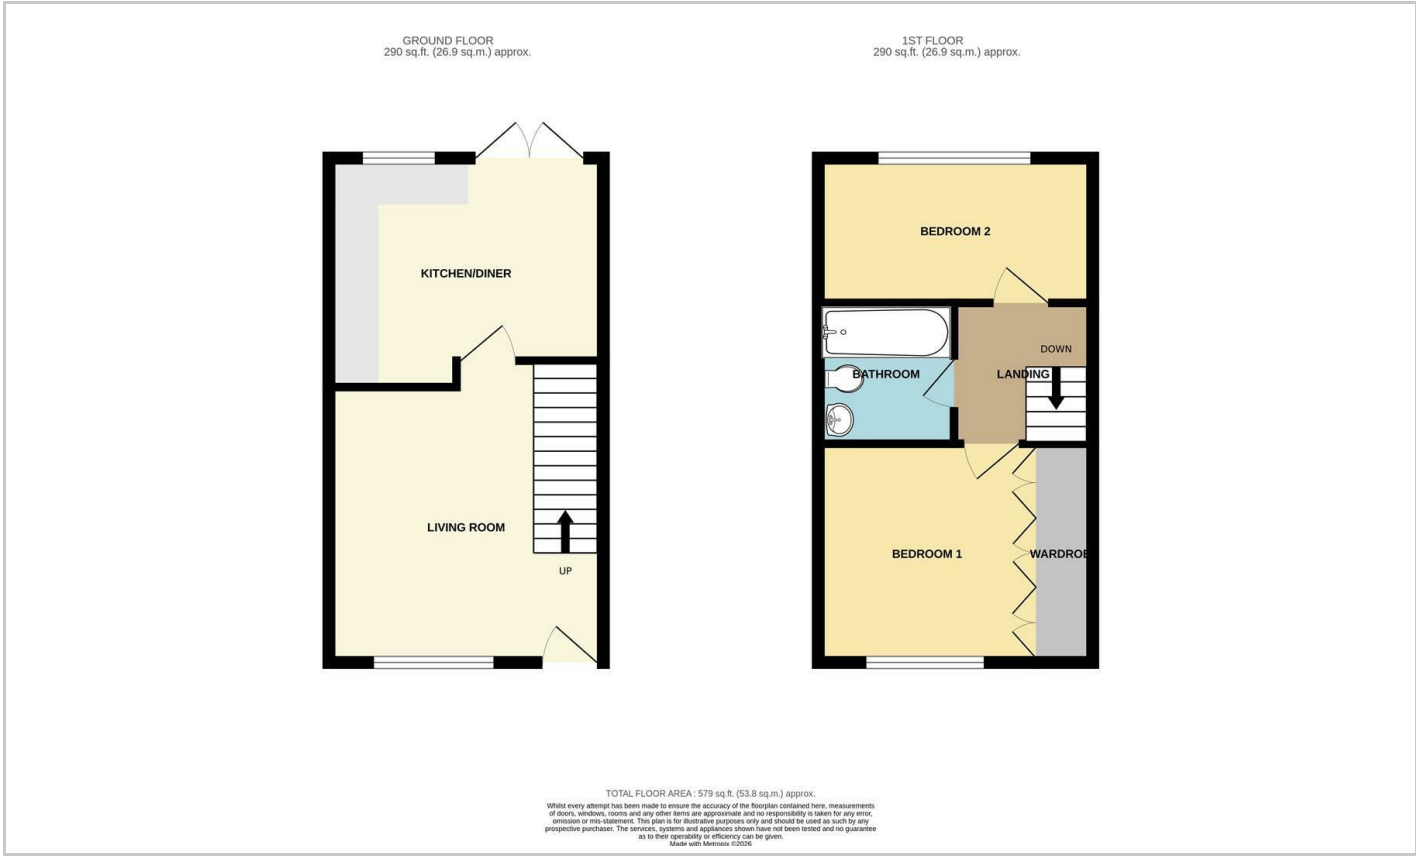 GROUND FLOOR
290 sq.ft. (26.9 sq.m.) approx.
1ST FLOOR
290 sq.ft. (26.9 sq.m.) approx.
KITCHEN/DINER
LIVING ROOM
UP
BEDROOM 2
DOWN
BATHROOM
LANDING
BEDROOM 1
WARDROB
TOTAL FLOOR AREA : 579 sq.ft. (53.8 sq.m.) approx.
Whilst every attempt has been made to ensure the accuracy of the floorplan contained here, measurements
of doors, windows, rooms and any other items are approximate and no responsibility is taken for any error,
omission or mis-statement. This plan is for illustrative purposes only and should be used as such by any
prospective purchaser. The services, systems and appliances shown have not been tested and no guarantee
as to their operability or efficiency can be given.
Made with Metropix ©2026